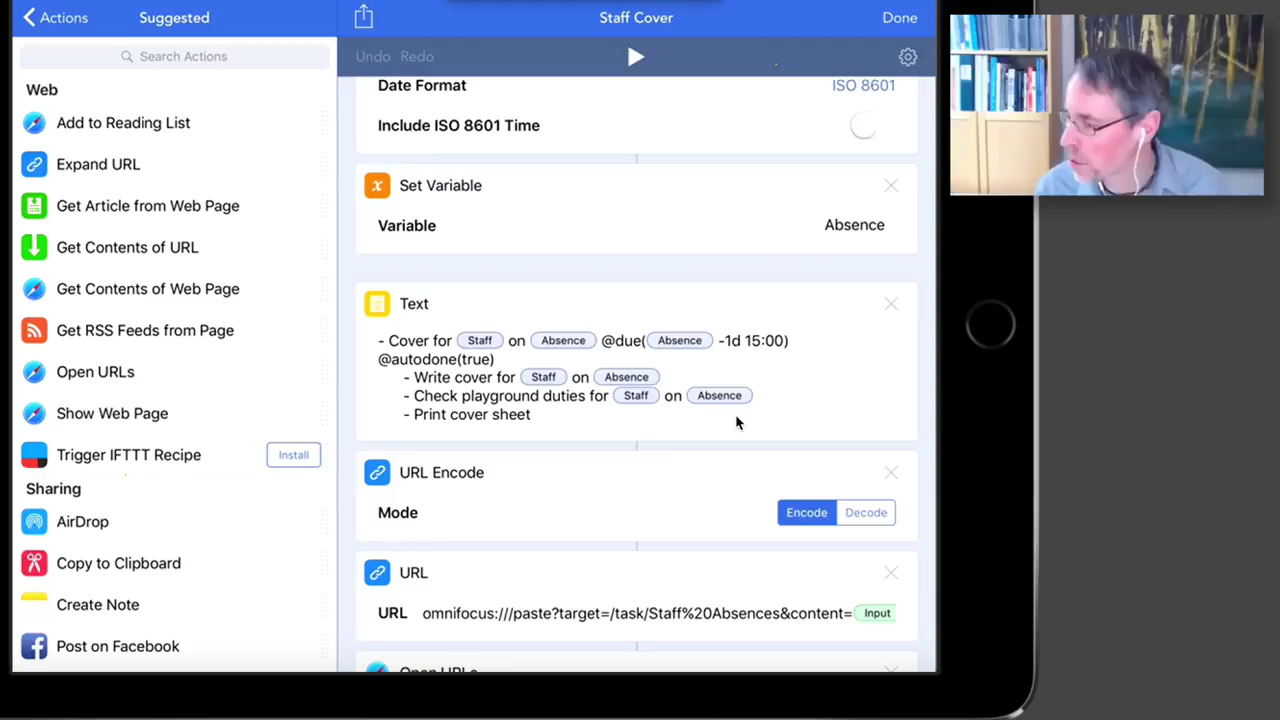 Actions
Suggested
Staff Cover
Done
Search Actions
Undo Redo
Web
Add to Reading List
Expand URL
Get Article from Web Page
Get Contents of URL
Get Contents of Web Page
Get RSS Feeds from Page
Open URLs
Show Web Page
Trigger IFTTT Recipe Install
Sharing
AirDrop
Copy to Clipboard
Create Note
Post on Facebook
Date Format ISO 8601
Include ISO 8601 Time
x Set Variable
Variable Absence
Text
- Cover for Staff on Absence @due( Absence -1d 15:00)
@autodone(true)
- Write cover for Staff on Absence
- Check playground duties for Staff on Absence
- Print cover sheet
URL Encode
Mode Encode Decode
URL
URL omnifocus:///paste?target=/task/Staff%20Absences&content= Input
Open URLs